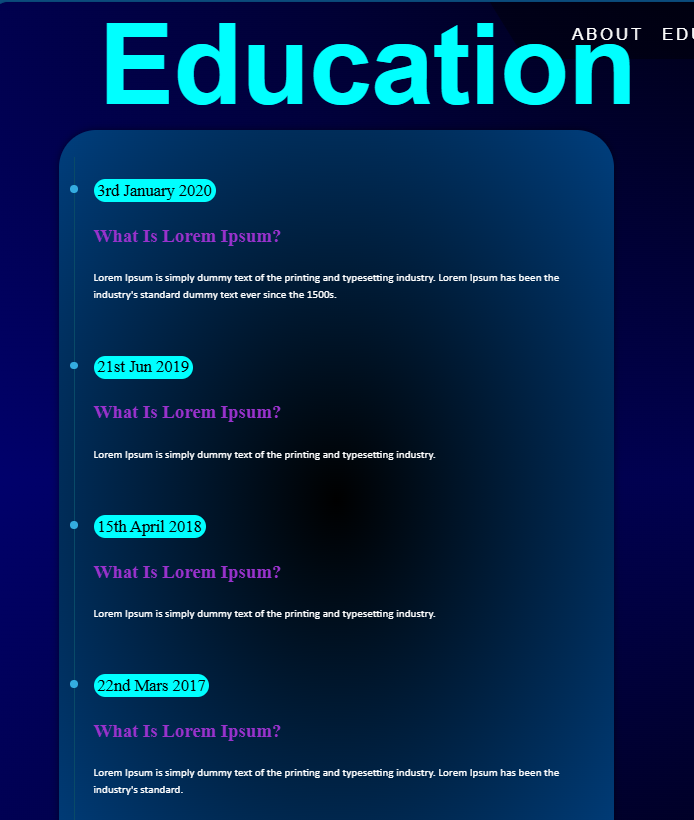 Education
ABOUT
3rd January 2020
What Is Lorem Ipsum?
Lorem Ipsum is simply dummy text of the printing and typesetting industry. Lorem Ipsum has been the
industry's standard dummy text ever since the 1500s.
21st Jun 2019
What Is Lorem Ipsum?
Lorem Ipsum is simply dummy text of the printing and typesetting industry.
15th April 2018
What Is Lorem Ipsum?
Lorem Ipsum is simply dummy text of the printing and typesetting industry.
22nd Mars 2017
What Is Lorem Ipsum?
Lorem Ipsum is simply dummy text of the printing and typesetting industry. Lorem Ipsum has been the
industry's standard.